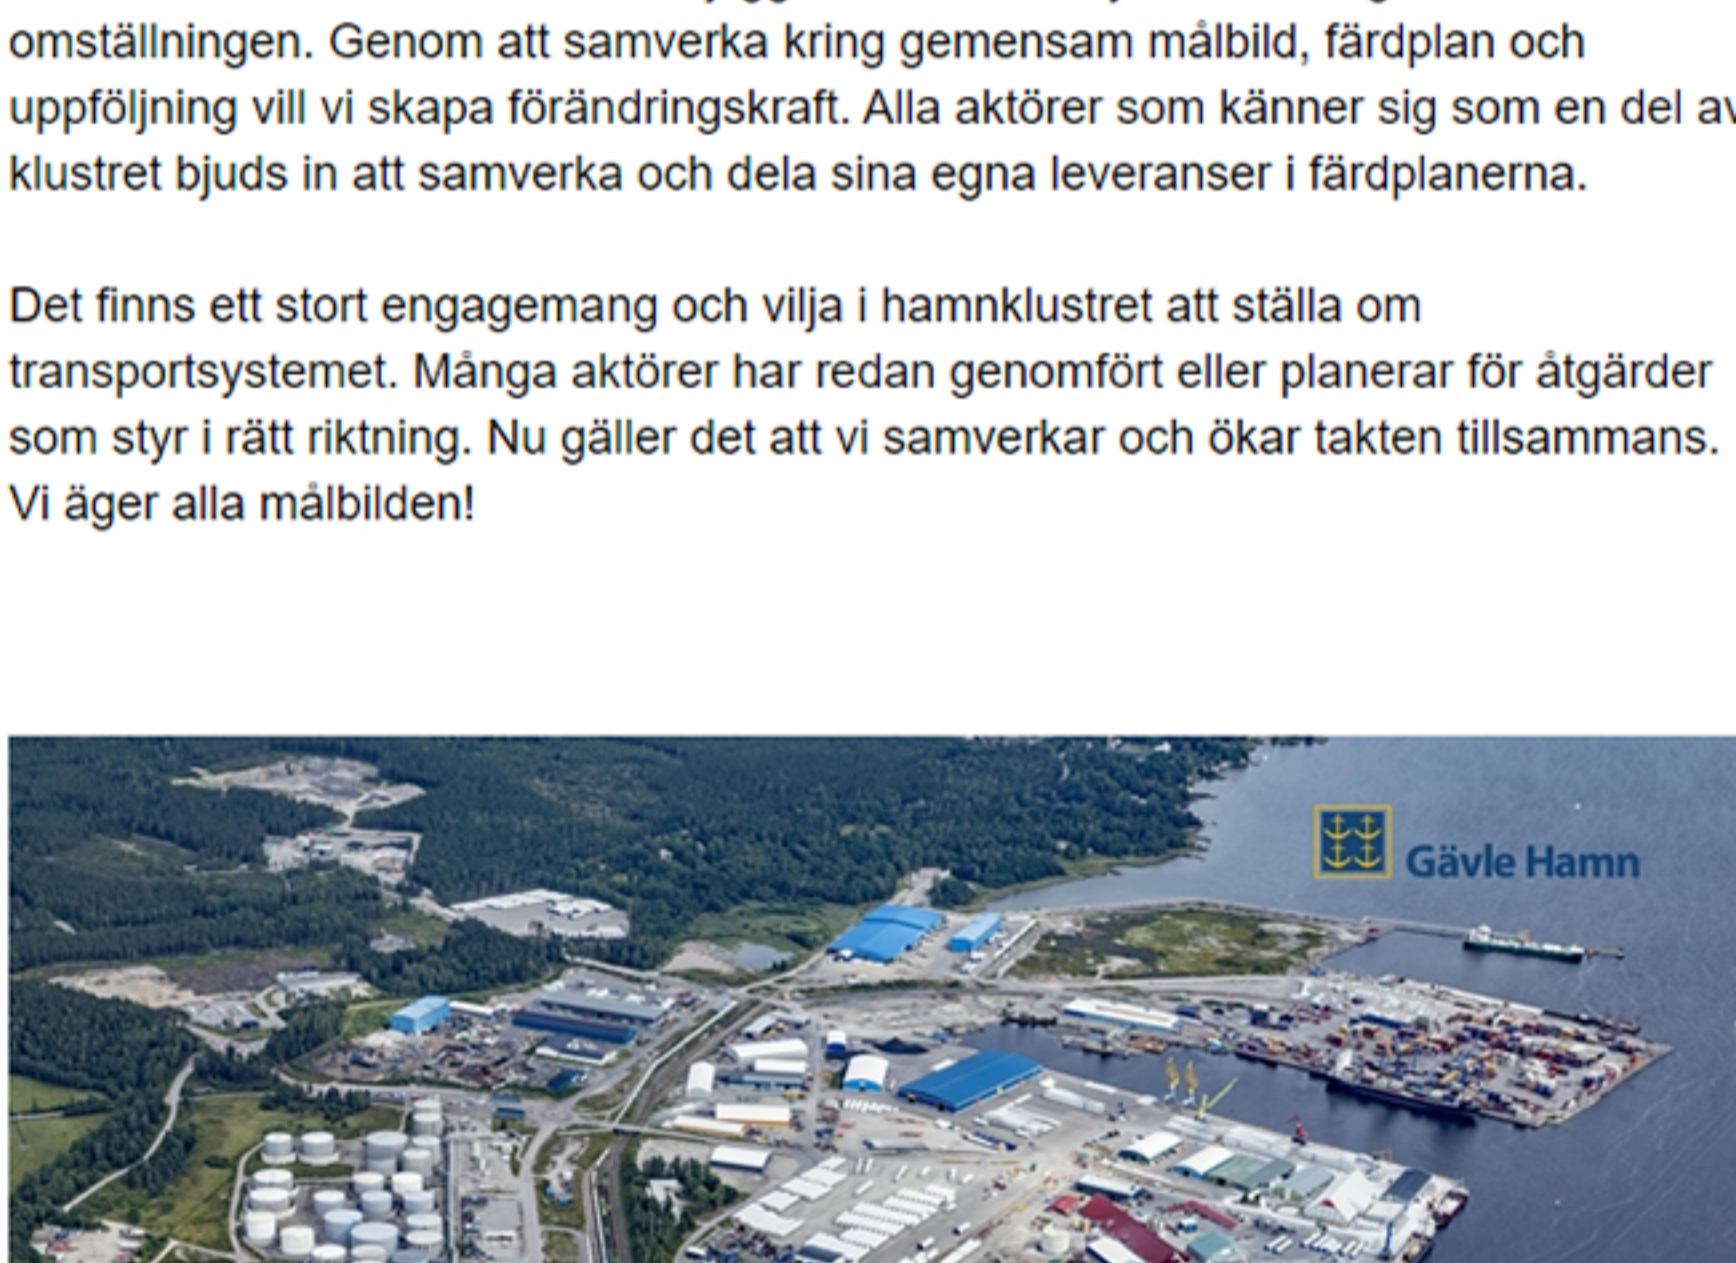 omställningen. Genom att samverka kring gemensam målbild, färdplan och
uppföljning vill vi skapa förändringskraft. Alla aktörer som känner sig som en del av
klustret bjuds in att samverka och dela sina egna leveranser i färdplanerna.
Det finns ett stort engagemang och vilja i hamnklustret att ställa om
transportsystemet. Många aktörer har redan genomfört eller planerar för åtgärder
som styr i rätt riktning. Nu gäller det att vi samverkar och ökar takten tillsammans.
Vi äger alla målbilden!
Gävle Hamn